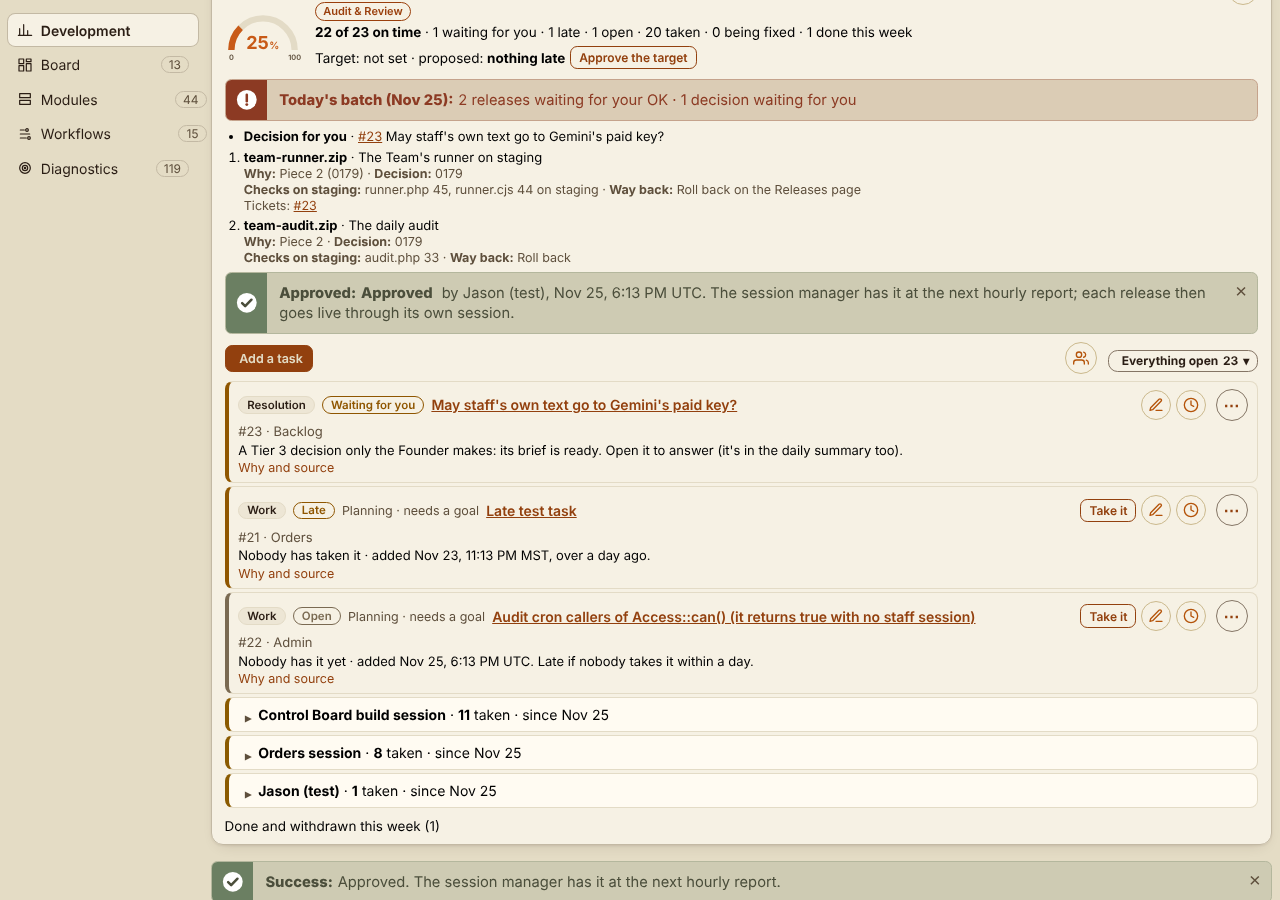 Development
Board 13
Modules 44
Workflows 15
Diagnostics 119
Audit & Review
25%
0 100
22 of 23 on time · 1 waiting for you · 1 late · 1 open · 20 taken · 0 being fixed · 1 done this week
Target: not set · proposed: nothing late Approve the target
Today's batch (Nov 25): 2 releases waiting for your OK · 1 decision waiting for you
• Decision for you · #23 May staff's own text go to Gemini's paid key?
1. team-runner.zip · The Team's runner on staging
Why: Piece 2 (0179) · Decision: 0179
Checks on staging: runner.php 45, runner.cjs 44 on staging · Way back: Roll back on the Releases page
Tickets: #23
2. team-audit.zip · The daily audit
Why: Piece 2 · Decision: 0179
Checks on staging: audit.php 33 · Way back: Roll back
Approved: Approved by Jason (test), Nov 25, 6:13 PM UTC. The session manager has it at the next hourly report; each release then
goes live through its own session.
Add a task
Everything open 23 ▾
Resolution Waiting for you May staff's own text go to Gemini's paid key?
#23 · Backlog
A Tier 3 decision only the Founder makes: its brief is ready. Open it to answer (it's in the daily summary too).
Why and source
Work Late Planning · needs a goal Late test task Take it
#21 · Orders
Nobody has taken it · added Nov 23, 11:13 PM MST, over a day ago.
Why and source
Work Open Planning · needs a goal Audit cron callers of Access::can() (it returns true with no staff session) Take it
#22 · Admin
Nobody has it yet · added Nov 25, 6:13 PM UTC. Late if nobody takes it within a day.
Why and source
Control Board build session · 11 taken · since Nov 25
Orders session · 8 taken · since Nov 25
Jason (test) · 1 taken · since Nov 25
Done and withdrawn this week (1)
Success: Approved. The session manager has it at the next hourly report.